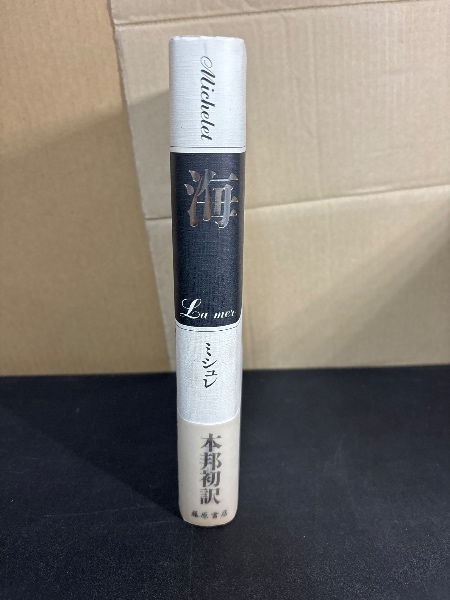 Michelet
海
La mer
ミシュレ
本邦初訳
藤原書店